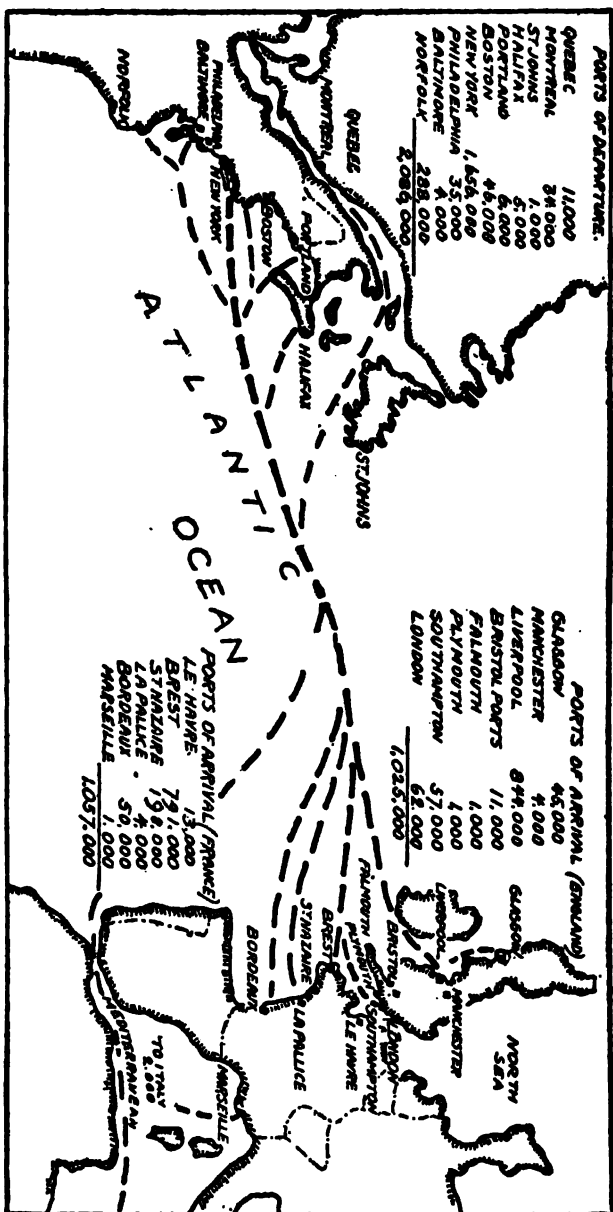 PORTS OF DEPARTURE.
QUEBEC 11,000
MONTREAL 34,000
ST JOHNS 1,000
HALIFAX 5,000
PORTLAND 6,000
BOSTON 46,000
NEW YORK 1,656,000
PHILADELPHIA 35,000
BALTIMORE 4,000
NORFOLK 288,000
2,086,000
PORTS OF ARRIVAL (ENGLAND)
GLASGOW 45,000
MANCHESTER 4,000
LIVERPOOL 844,000
BRISTOL PORTS 11,000
FALMOUTH 1,000
PLYMOUTH 1,000
SOUTHAMPTON 57,000
LONDON 62,000
1,025,000
PORTS OF ARRIVAL (FRANCE)
LE HAVRE 13,000
BREST 791,000
ST NAZAIRE 198,000
LA PALLICE 4,000
BORDEAUX 50,000
MARSEILLE 1,000
1,057,000
QUEBEC
MONTREAL
PORTLAND
BOSTON
NEW YORK
PHILADELPHIA
BALTIMORE
NORFOLK
HALIFAX
ST JOHNS
ATLANTIC
OCEAN
GLASGOW
NORTH
SEA
LIVERPOOL
MANCHESTER
BRISTOL
LONDON
FALMOUTH
PLYMOUTH
SOUTHAMPTON
LE HAVRE
BREST
ST NAZAIRE
LA PALLICE
BORDEAUX
MARSEILLE
TO ITALY
2,000
MEDITERRANEAN